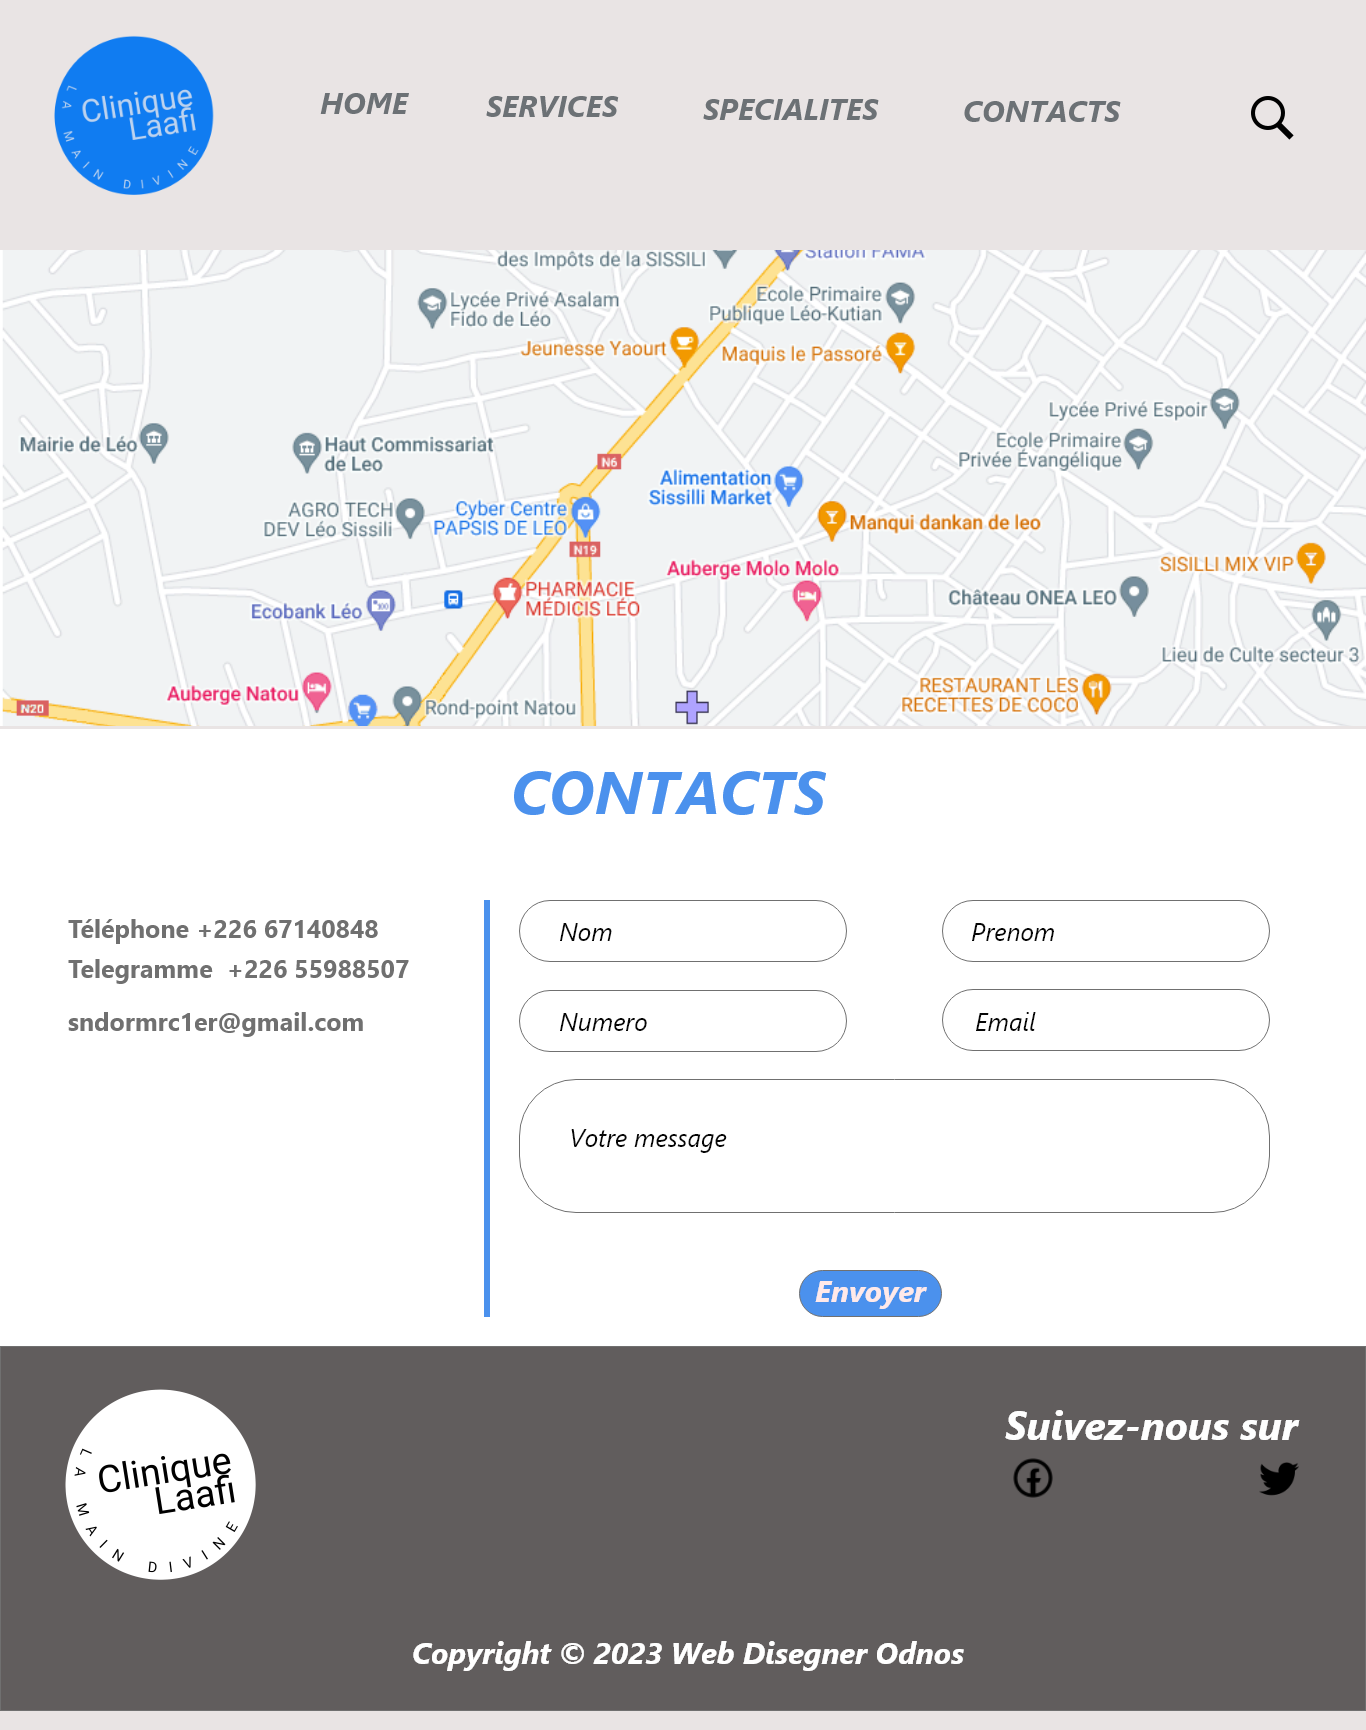 Clinique
Laafi
LA MAIN DIVINE
HOME
SERVICES
SPECIALITES
CONTACTS
des Impôts de la SISSILI
Station FAMA
Lycée Privé Asalam
Fido de Léo
Ecole Primaire
Publique Léo-Kutian
Jeunesse Yaourt
Maquis le Passoré
Lycée Privé Espoir
Mairie de Léo
Haut Commissariat
de Leo
Ecole Primaire
Privée Évangélique
N6
Alimentation
Sissilli Market
AGRO TECH
DEV Léo Sissili
Cyber Centre
PAPSIS DE LEO
Manqui dankan de leo
N19
Auberge Molo Molo
SISILLI MIX VIP
PHARMACIE
MÉDICIS LÉO
Château ONEA LEO
Ecobank Léo
100
Lieu de Culte secteur 3
Auberge Natou
N20
Rond-point Natou
RESTAURANT LES
RECETTES DE COCO
CONTACTS
Téléphone +226 67140848
Telegramme  +226 55988507
sndormrc1er@gmail.com
Nom
Prenom
Numero
Email
Votre message
Envoyer
Clinique
Laafi
LA MAIN DIVINE
Suivez-nous sur
Copyright © 2023 Web Disegner Odnos